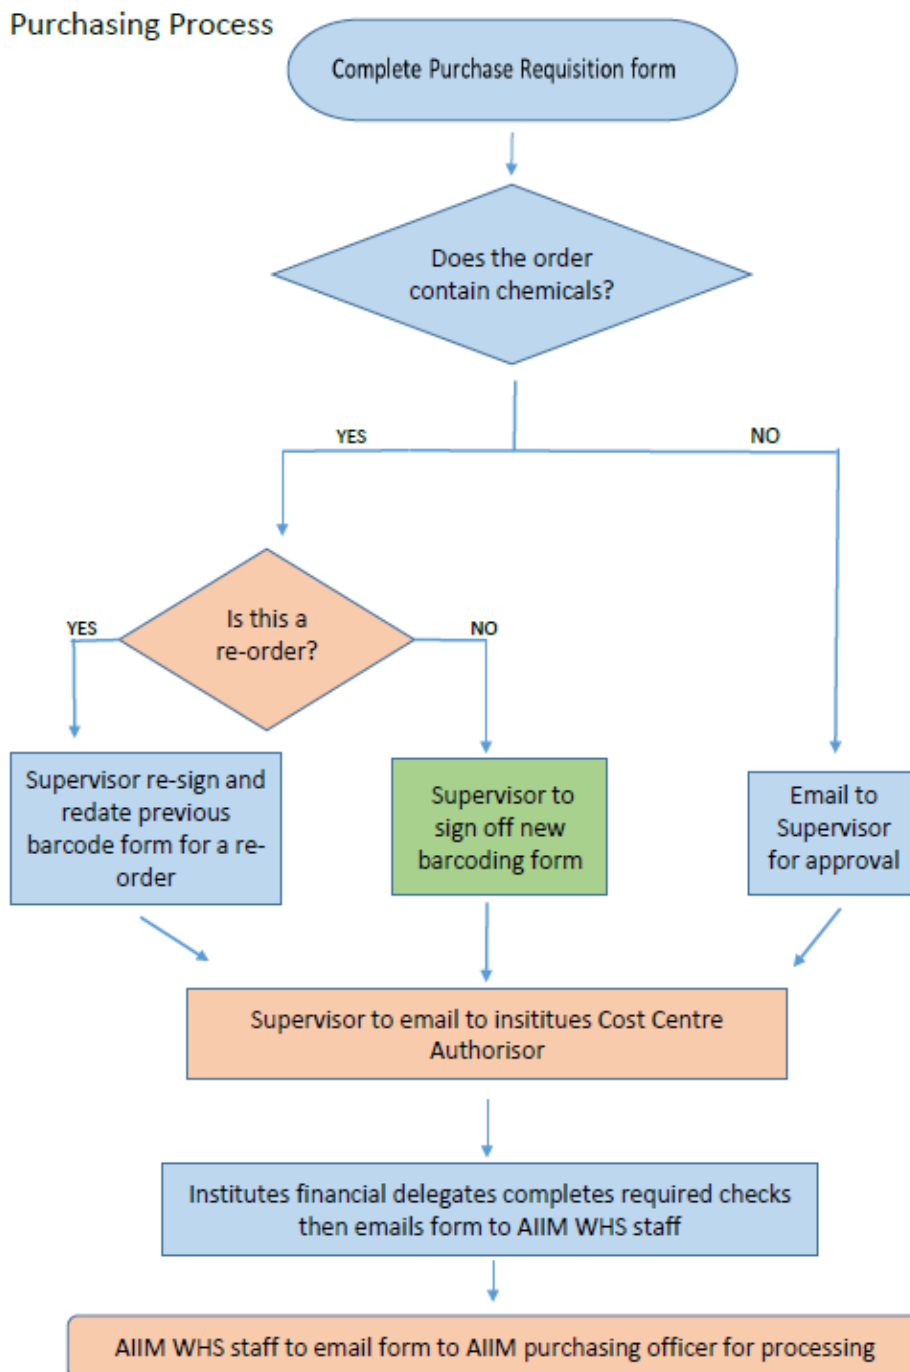 Purchasing Process
Complete Purchase Requisition form
Does the order
contain chemicals?
YES
NO
Is this a
re-order?
YES
NO
Supervisor re-sign and
redate previous
barcode form for a re-
order
Supervisor to
sign off new
barcoding form
Email to
Supervisor
for approval
Supervisor to email to insititues Cost Centre
Authorisor
Institutes financial delegates completes required checks
then emails form to AIIM WHS staff
AIIM WHS staff to email form to AIIM purchasing officer for processing